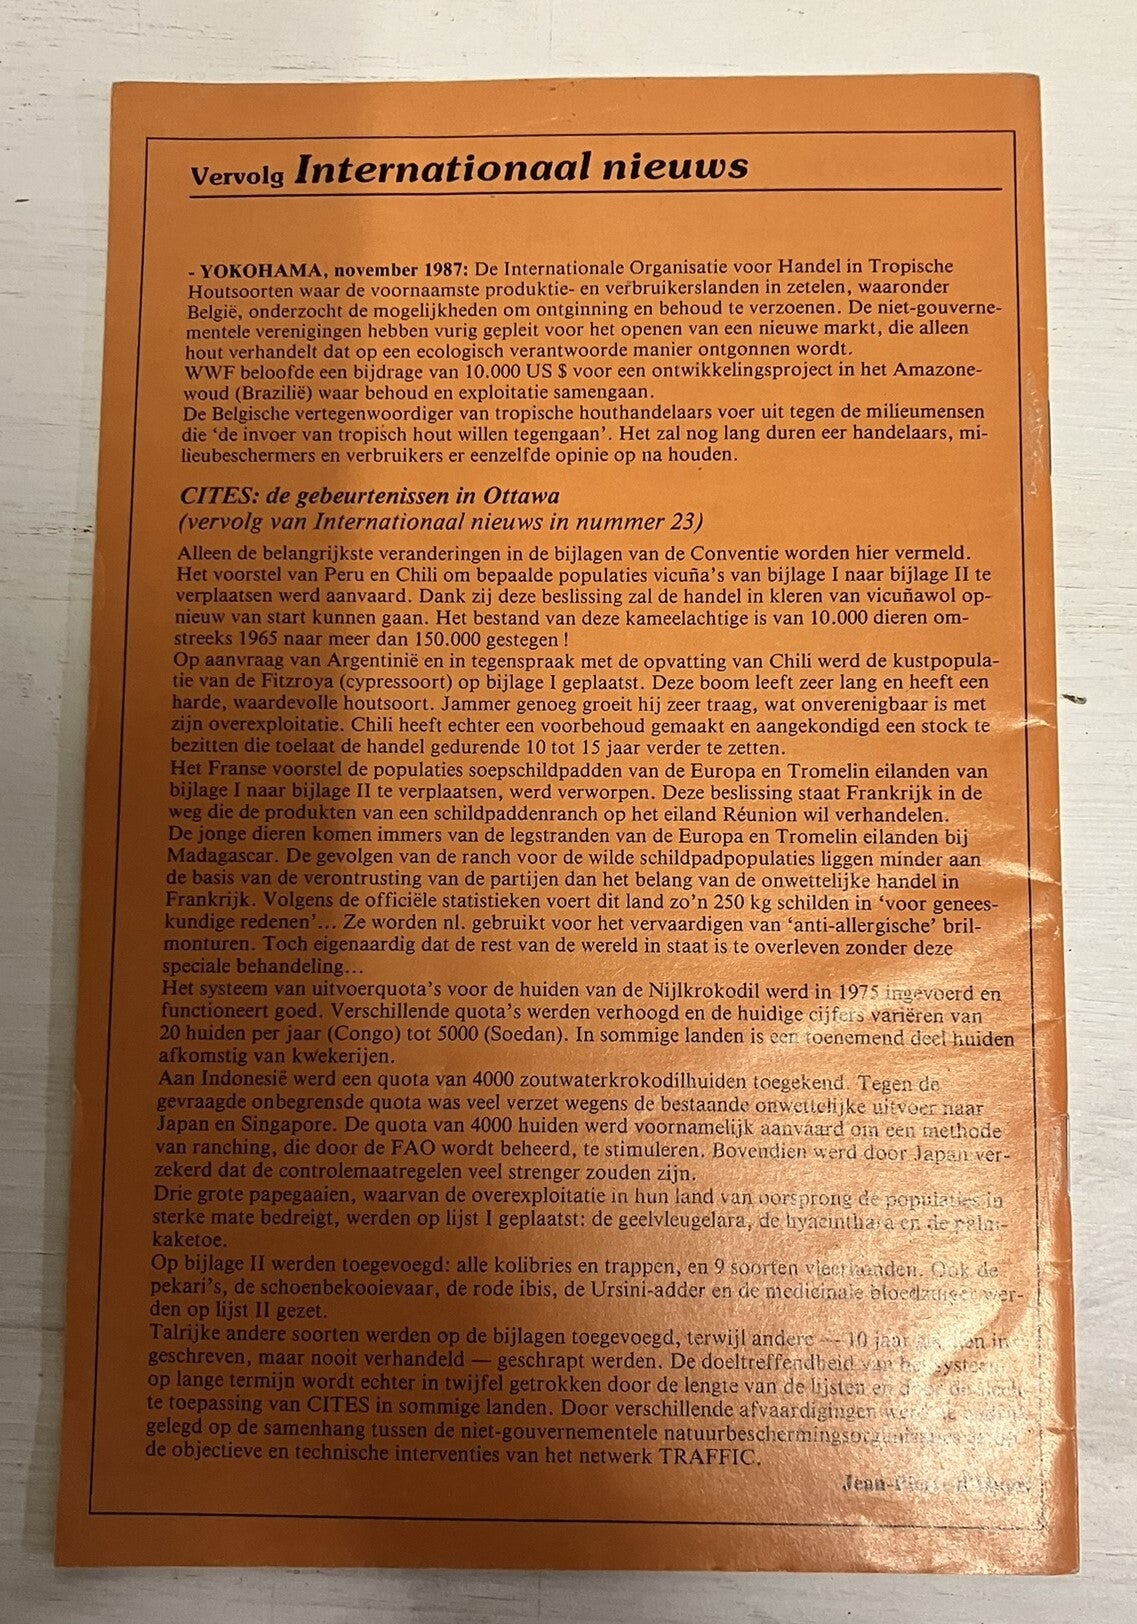 Vervolg Internationaal nieuws
- YOKOHAMA, november 1987: De Internationale Organisatie voor Handel in Tropische
Houtsoorten waar de voornaamste produktie- en verbruikerslanden in zetelen, waaronder
België, onderzocht de mogelijkheden om ontginning en behoud te verzoenen. De niet-gouverne-
mentele verenigingen hebben vurig gepleit voor het openen van een nieuwe markt, die alleen
hout verhandelt dat op een ecologisch verantwoorde manier ontgonnen wordt.
WWF beloofde een bijdrage van 10.000 US $ voor een ontwikkelingsproject in het Amazone-
woud (Brazilië) waar behoud en exploitatie samengaan.
De Belgische vertegenwoordiger van tropische houthandelaars voer uit tegen de milieumensen
die ‘de invoer van tropisch hout willen tegengaan’. Het zal nog lang duren eer handelaars, mi-
lieubeschermers en verbruikers er eenzelfde opinie op na houden.
CITES: de gebeurtenissen in Ottawa
(vervolg van Internationaal nieuws in nummer 23)
Alleen de belangrijkste veranderingen in de bijlagen van de Conventie worden hier vermeld.
Het voorstel van Peru en Chili om bepaalde populaties vicuña’s van bijlage I naar bijlage II te
verplaatsen werd aanvaard. Dank zij deze beslissing zal de handel in kleren van vicuñawol op-
nieuw van start kunnen gaan. Het bestand van deze kameelachtige is van 10.000 dieren om-
streeks 1965 naar meer dan 150.000 gestegen !
Op aanvraag van Argentinië en in tegenspraak met de opvatting van Chili werd de kustpopula-
tie van de Fitzroya (cypressoort) op bijlage I geplaatst. Deze boom leeft zeer lang en heeft een
harde, waardevolle houtsoort. Jammer genoeg groeit hij zeer traag, wat onverenigbaar is met
zijn overexploitatie. Chili heeft echter een voorbehoud gemaakt en aangekondigd een stock te
bezitten die toelaat de handel gedurende 10 tot 15 jaar verder te zetten.
Het Franse voorstel de populaties soepschildpadden van de Europa en Tromelin eilanden van
bijlage I naar bijlage II te verplaatsen, werd verworpen. Deze beslissing staat Frankrijk in de
weg die de produkten van een schildpaddenranch op het eiland Réunion wil verhandelen.
De jonge dieren komen immers van de legstranden van de Europa en Tromelin eilanden bij
Madagascar. De gevolgen van de ranch voor de wilde schildpadpopulaties liggen minder aan
de basis van de verontrusting van de partijen dan het belang van de onwettelijke handel in
Frankrijk. Volgens de officiële statistieken voert dit land zo’n 250 kg schilden in ‘voor genees-
kundige redenen’... Ze worden nl. gebruikt voor het vervaardigen van ‘anti-allergische’ bril-
monturen. Toch eigenaardig dat de rest van de wereld in staat is te overleven zonder deze
speciale behandeling...
Het systeem van uitvoerquota’s voor de huiden van de Nijlkrokodil werd in 1975 ingevoerd en
functioneert goed. Verschillende quota’s werden verhoogd en de huidige cijfers variëren van
20 huiden per jaar (Congo) tot 5000 (Soedan). In sommige landen is een toenemend deel huiden
afkomstig van kwekerijen.
Aan Indonesië werd een quota van 4000 zoutwaterkrokodilhuiden toegekend. Tegen de
gevraagde onbegrensde quota was veel verzet wegens de bestaande onwettelijke uitvoer naar
Japan en Singapore. De quota van 4000 huiden werd voornamelijk aanvaard om een methode
van ranching, die door de FAO wordt beheerd, te stimuleren. Bovendien werd door Japan ver-
zekerd dat de controlemaatregelen veel strenger zouden zijn.
Drie grote papegaaien, waarvan de overexploitatie in hun land van oorsprong de populaties in
sterke mate bedreigt, werden op lijst I geplaatst: de geelvleugelara, de hyacinthara en de palm-
kaketoe.
Op bijlage II werden toegevoegd: alle kolibries en trappen, en 9 soorten vleerhonden. Ook de
pekari’s, de schoenbekooievaar, de rode ibis, de Ursini-adder en de medicinale bloedzuiger wer-
den op lijst II gezet.
Talrijke andere soorten werden op de bijlagen toegevoegd, terwijl andere — 10 jaar in
geschreven, maar nooit verhandeld — geschrapt werden. De doeltreffendheid van het systeem
op lange termijn wordt echter in twijfel getrokken door de lengte van de lijsten en
te toepassing van CITES in sommige landen. Door verschillende afvaardigingen
gelegd op de samenhang tussen de niet-gouvernementele natuurbeschermingsorganisaties
de objectieve en technische interventies van het netwerk TRAFFIC.